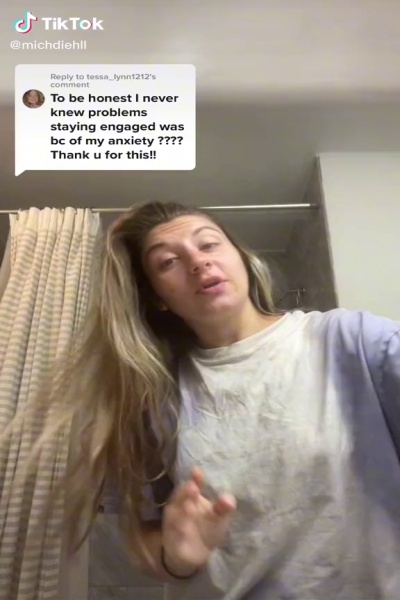 TikTok
@michdiehll
Reply to tessa_lynn1212's
comment
To be honest I never
knew problems
staying engaged was
bc of my anxiety ????
Thank u for this!!